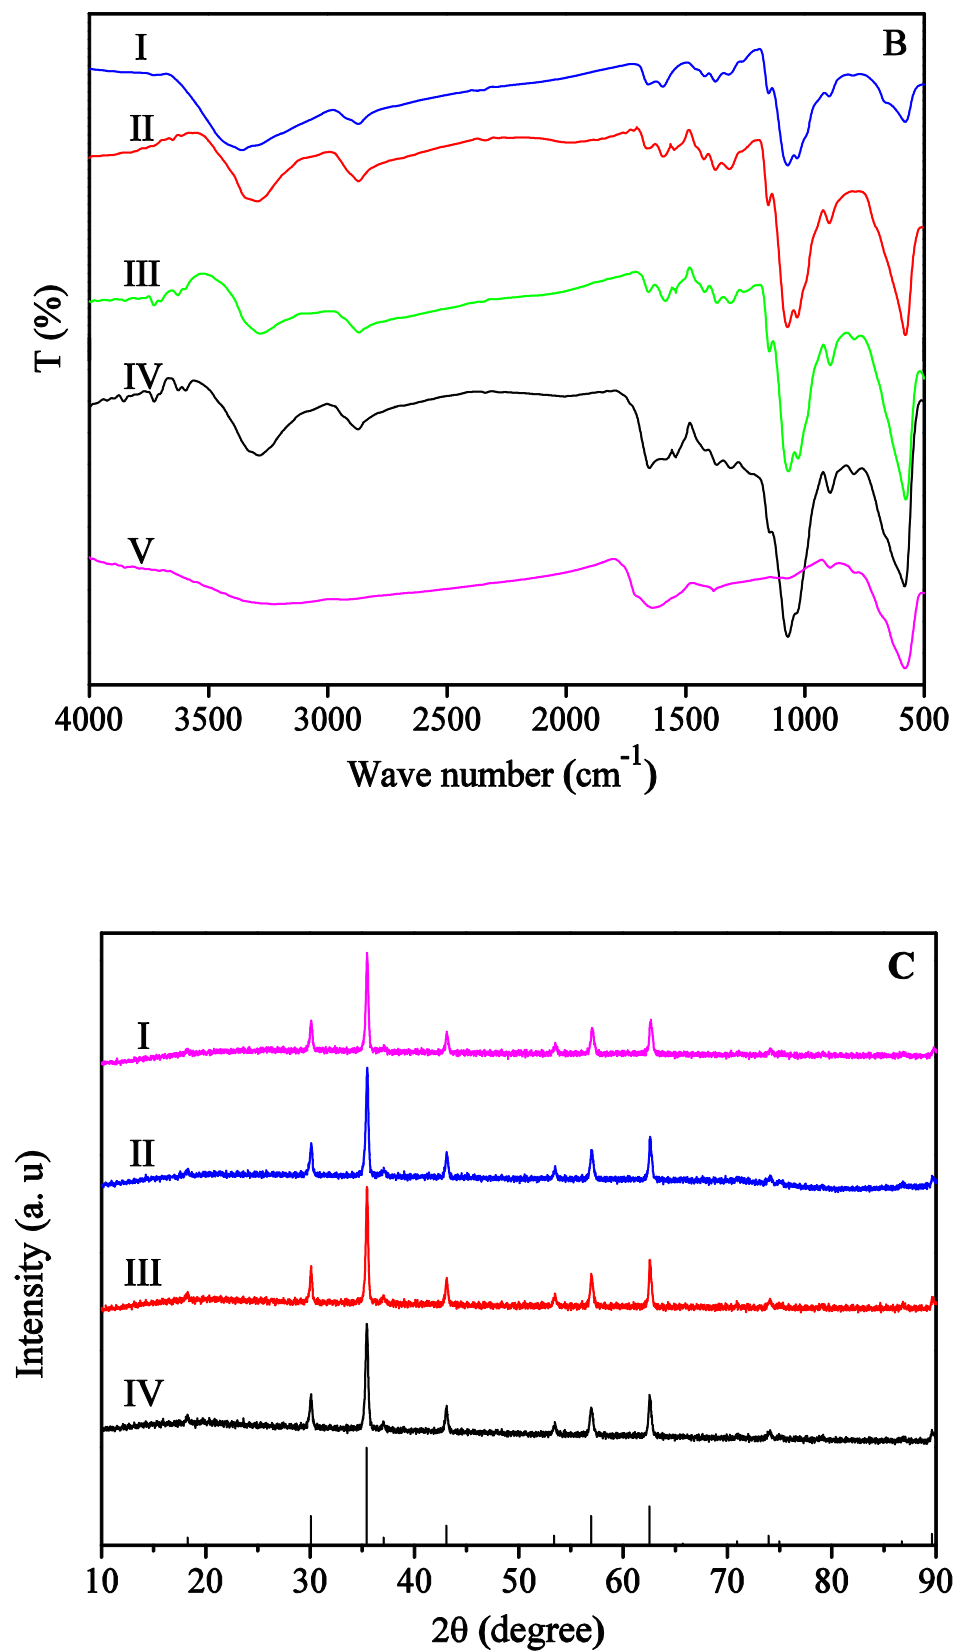 B
I
II
III
IV
V
T (%)
4000 3500 3000 2500 2000 1500 1000 500
Wave number (cm-1)
C
I
II
III
IV
Intensity (a. u)
10 20 30 40 50 60 70 80 90
2θ (degree)